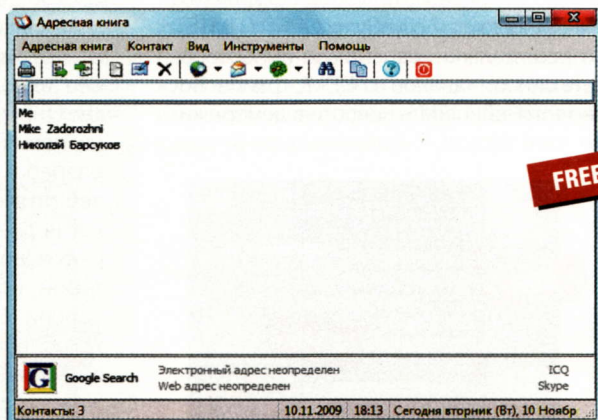 Адресная книга
Адресная книга Контакт Вид Инструменты Помощь
Me
Mike Zadorozhni
Николай Барсуков
FREE
G Google Search Электронный адрес неопределен ICQ
Web адрес неопределен Skype
Контакты: 3 10.11.2009 18:13 Сегодня вторник (Вт), 10 Ноябр